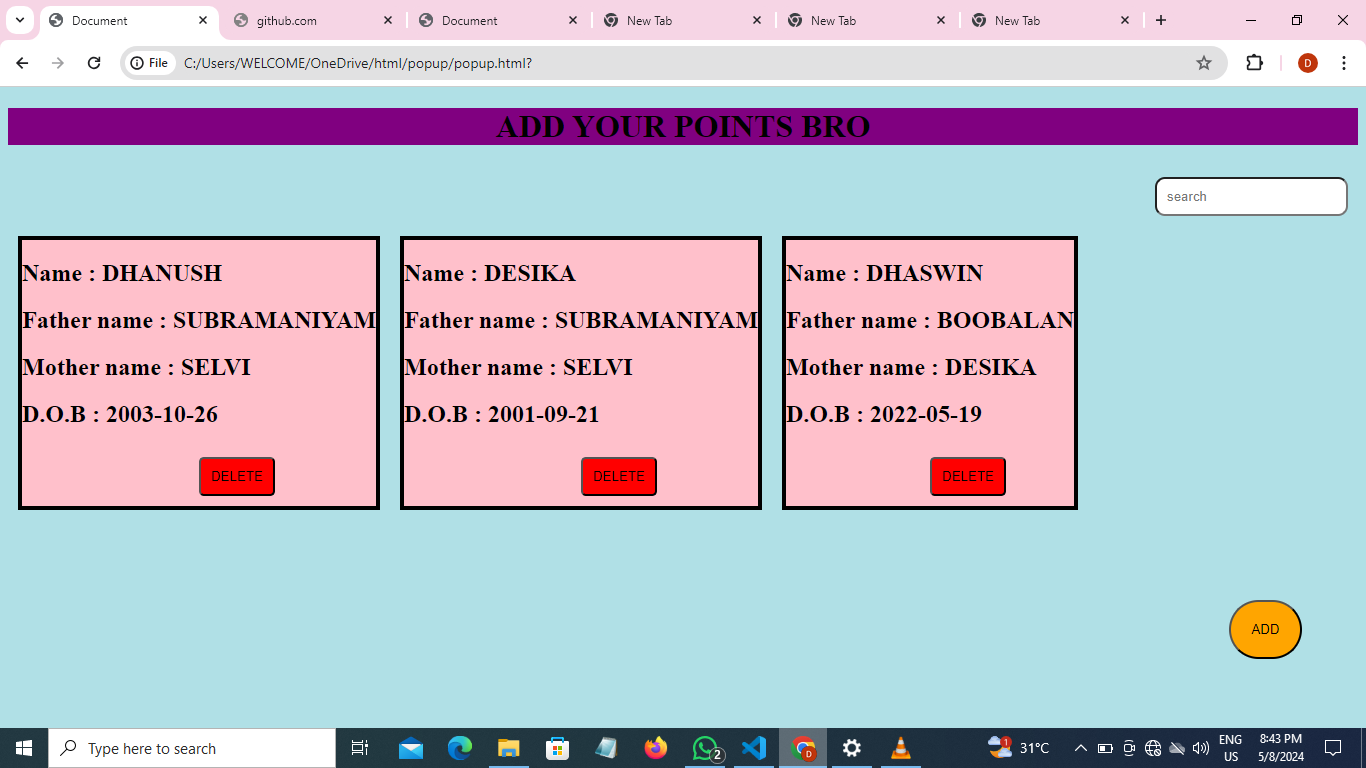 Document
github.com
Document
New Tab
New Tab
New Tab
File
C:/Users/WELCOME/OneDrive/html/popup/popup.html?
D
ADD YOUR POINTS BRO
search
Name : DHANUSH
Father name : SUBRAMANIYAM
Mother name : SELVI
D.O.B : 2003-10-26
DELETE
Name : DESIKA
Father name : SUBRAMANIYAM
Mother name : SELVI
D.O.B : 2001-09-21
DELETE
Name : DHASWIN
Father name : BOOBALAN
Mother name : DESIKA
D.O.B : 2022-05-19
DELETE
ADD
Type here to search
2
D
1
31°C
ENG
US
8:43 PM
5/8/2024